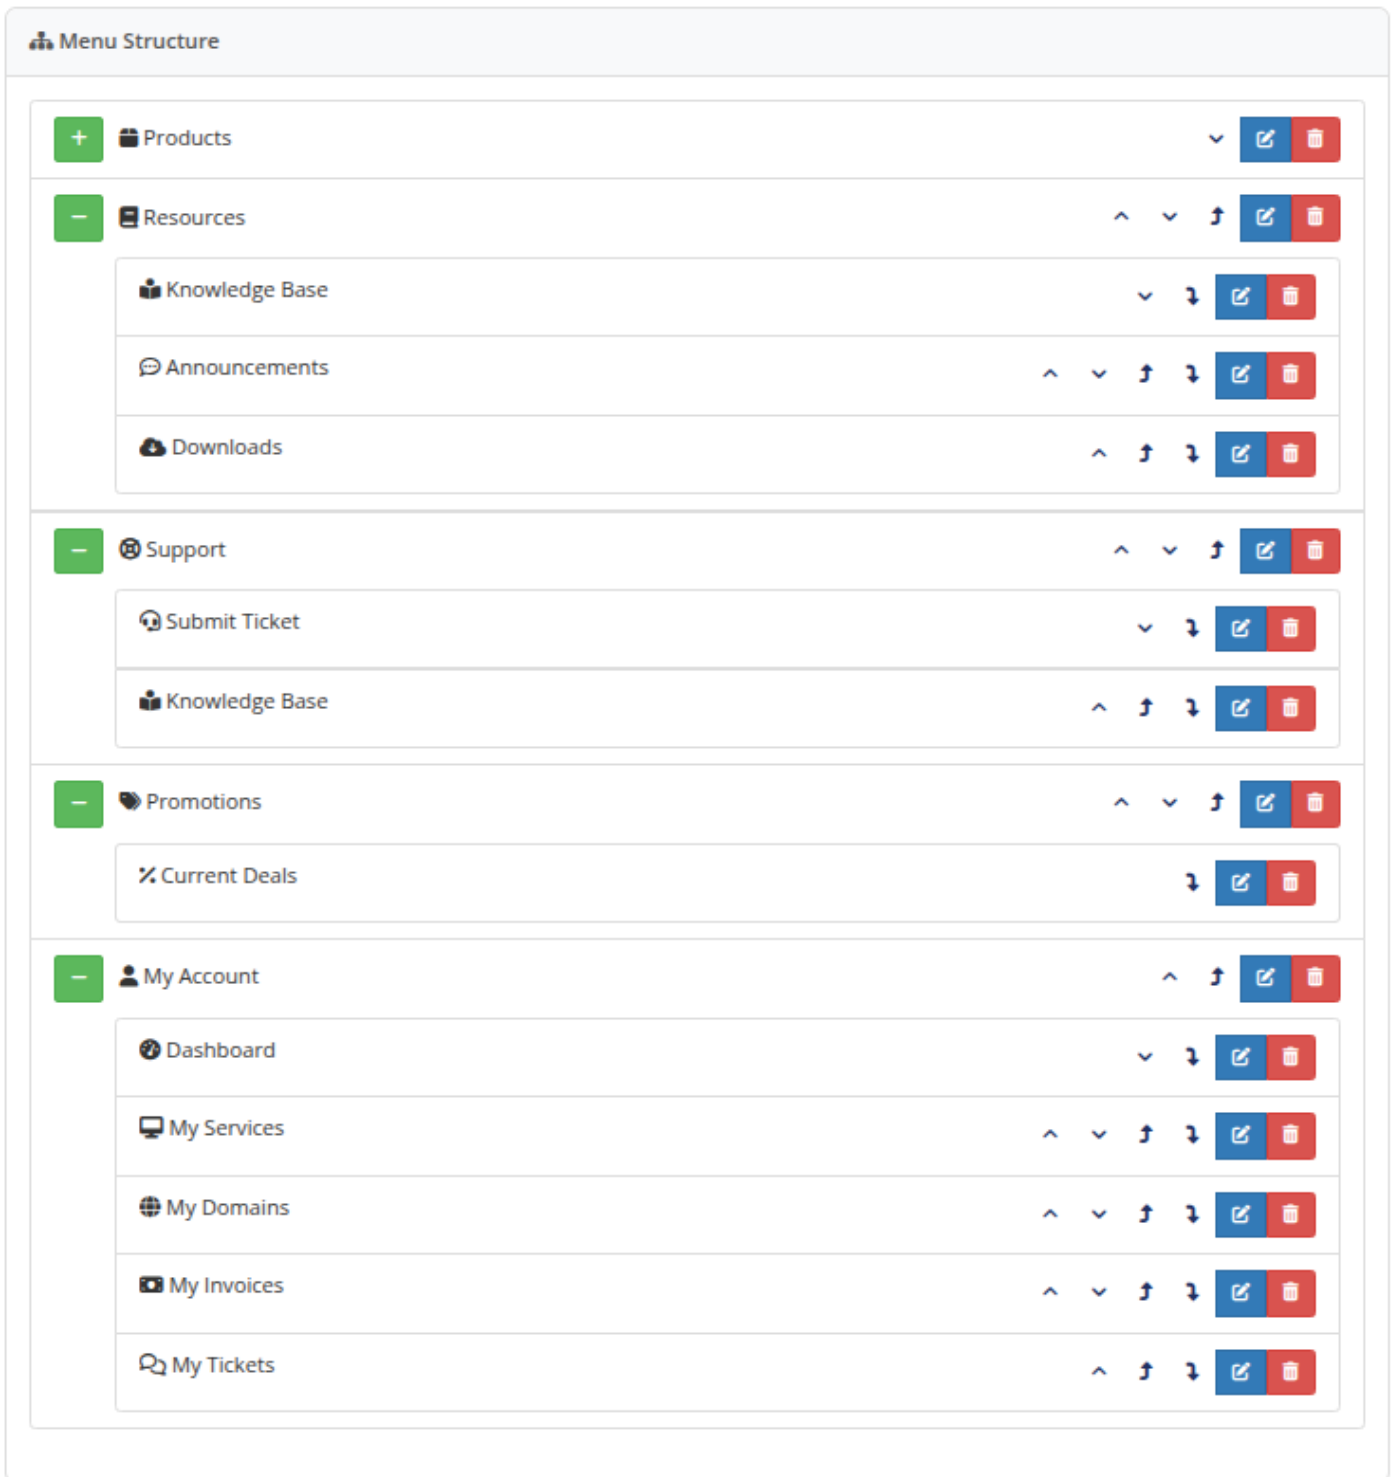 Menu Structure
Products
Resources
Knowledge Base
Announcements
Downloads
Support
Submit Ticket
Knowledge Base
Promotions
Current Deals
My Account
Dashboard
My Services
My Domains
My Invoices
My Tickets